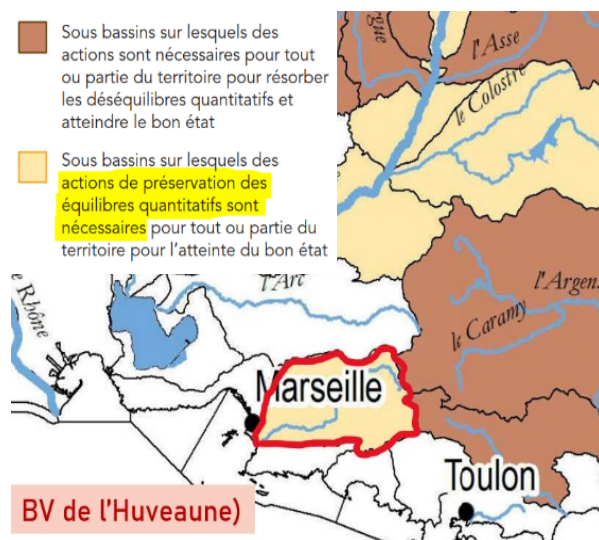 Sous bassins sur lesquels des
actions sont nécessaires pour tout
ou partie du territoire pour résorber
les déséquilibres quantitatifs et
atteindre le bon état
Sous bassins sur lesquels des
actions de préservation des
équilibres quantitatifs sont
nécessaires pour tout ou partie du
territoire pour l'atteinte du bon état
l'Asse
le Colostre
l'Arc
Rhône
l'Argen
le Caramy
Marseille
Toulon
BV de l'Huveaune)